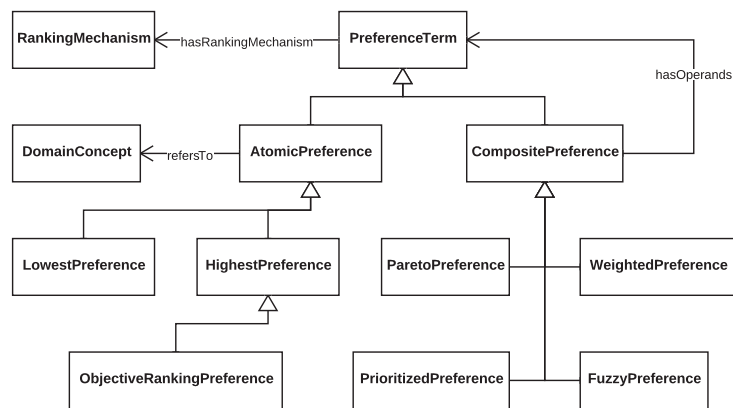 RankingMechanism
hasRankingMechanism
PreferenceTerm
hasOperands
DomainConcept
refersTo
AtomicPreference
CompositePreference
LowestPreference
HighestPreference
ParetoPreference
WeightedPreference
ObjectiveRankingPreference
PrioritizedPreference
FuzzyPreference